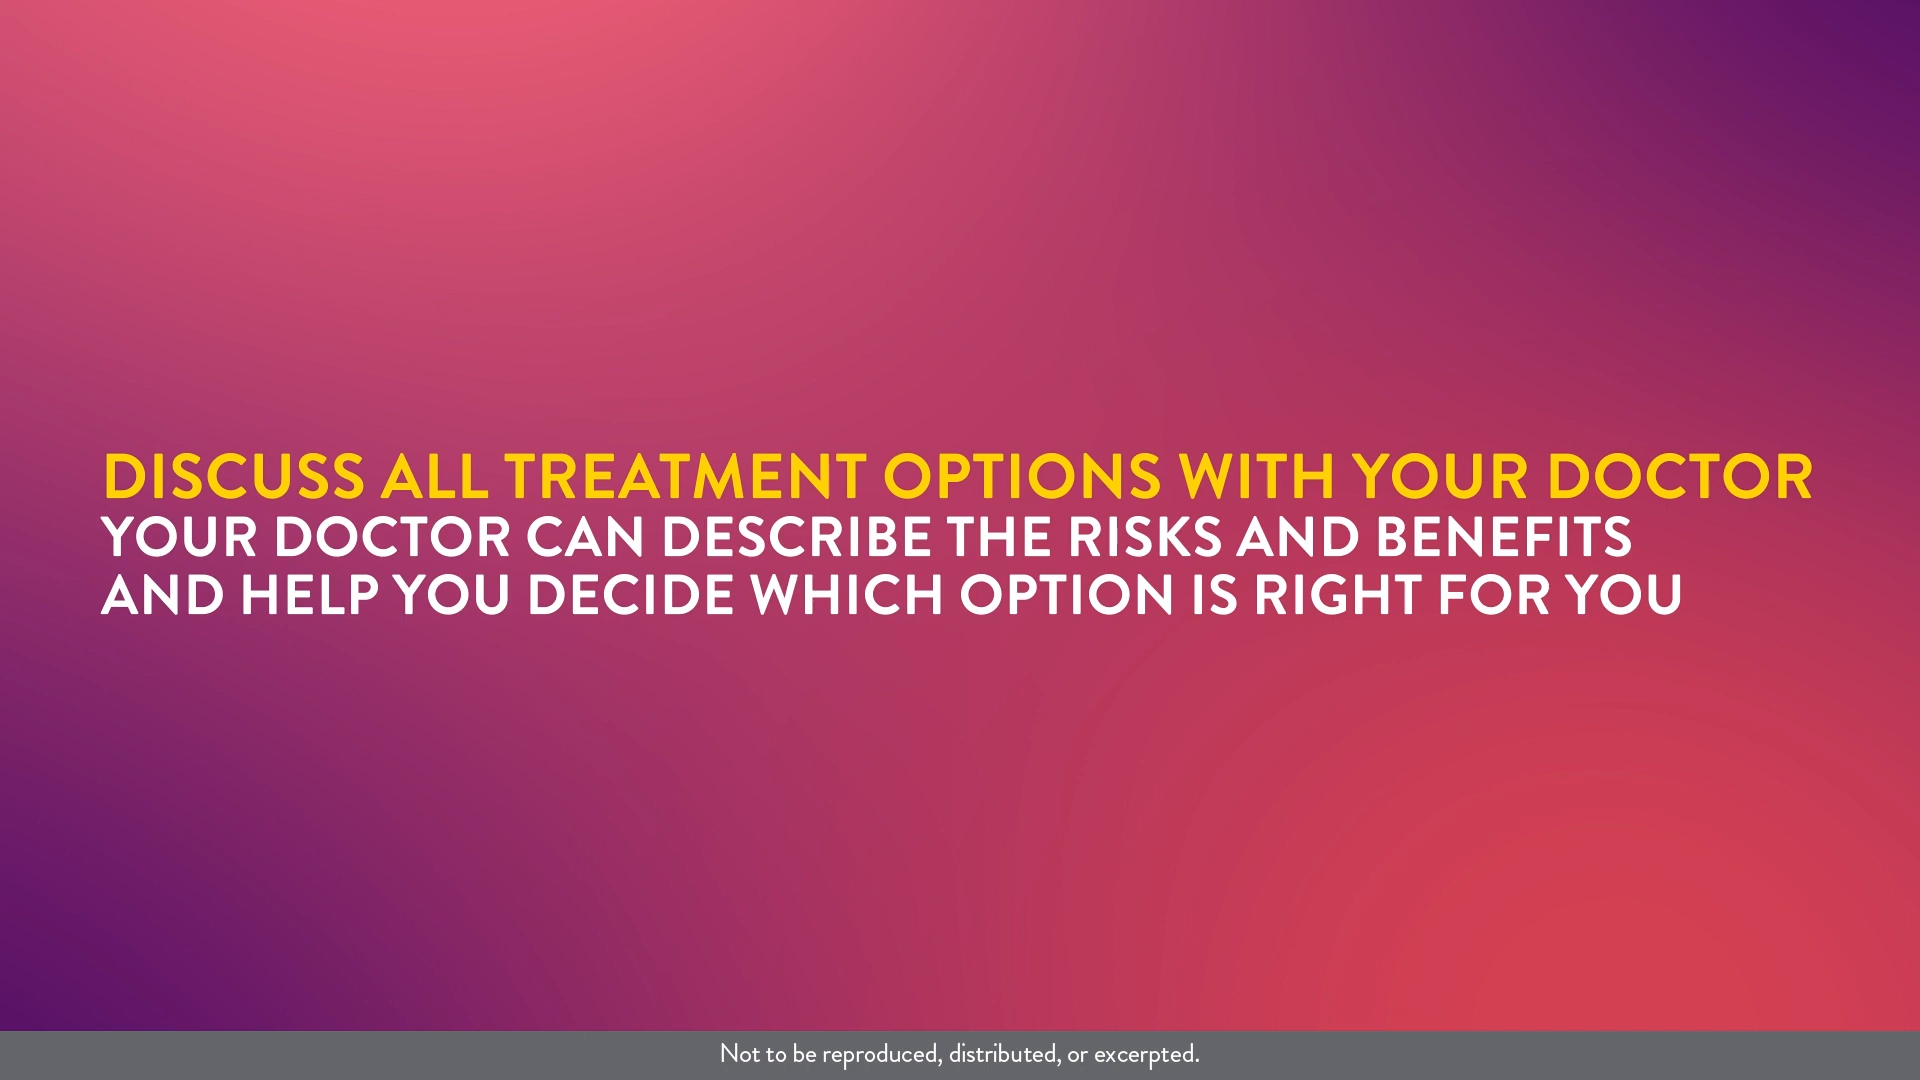 DISCUSS ALL TREATMENT OPTIONS WITH YOUR DOCTOR
YOUR DOCTOR CAN DESCRIBE THE RISKS AND BENEFITS
AND HELP YOU DECIDE WHICH OPTION IS RIGHT FOR YOU
Not to be reproduced, distributed, or excerpted.